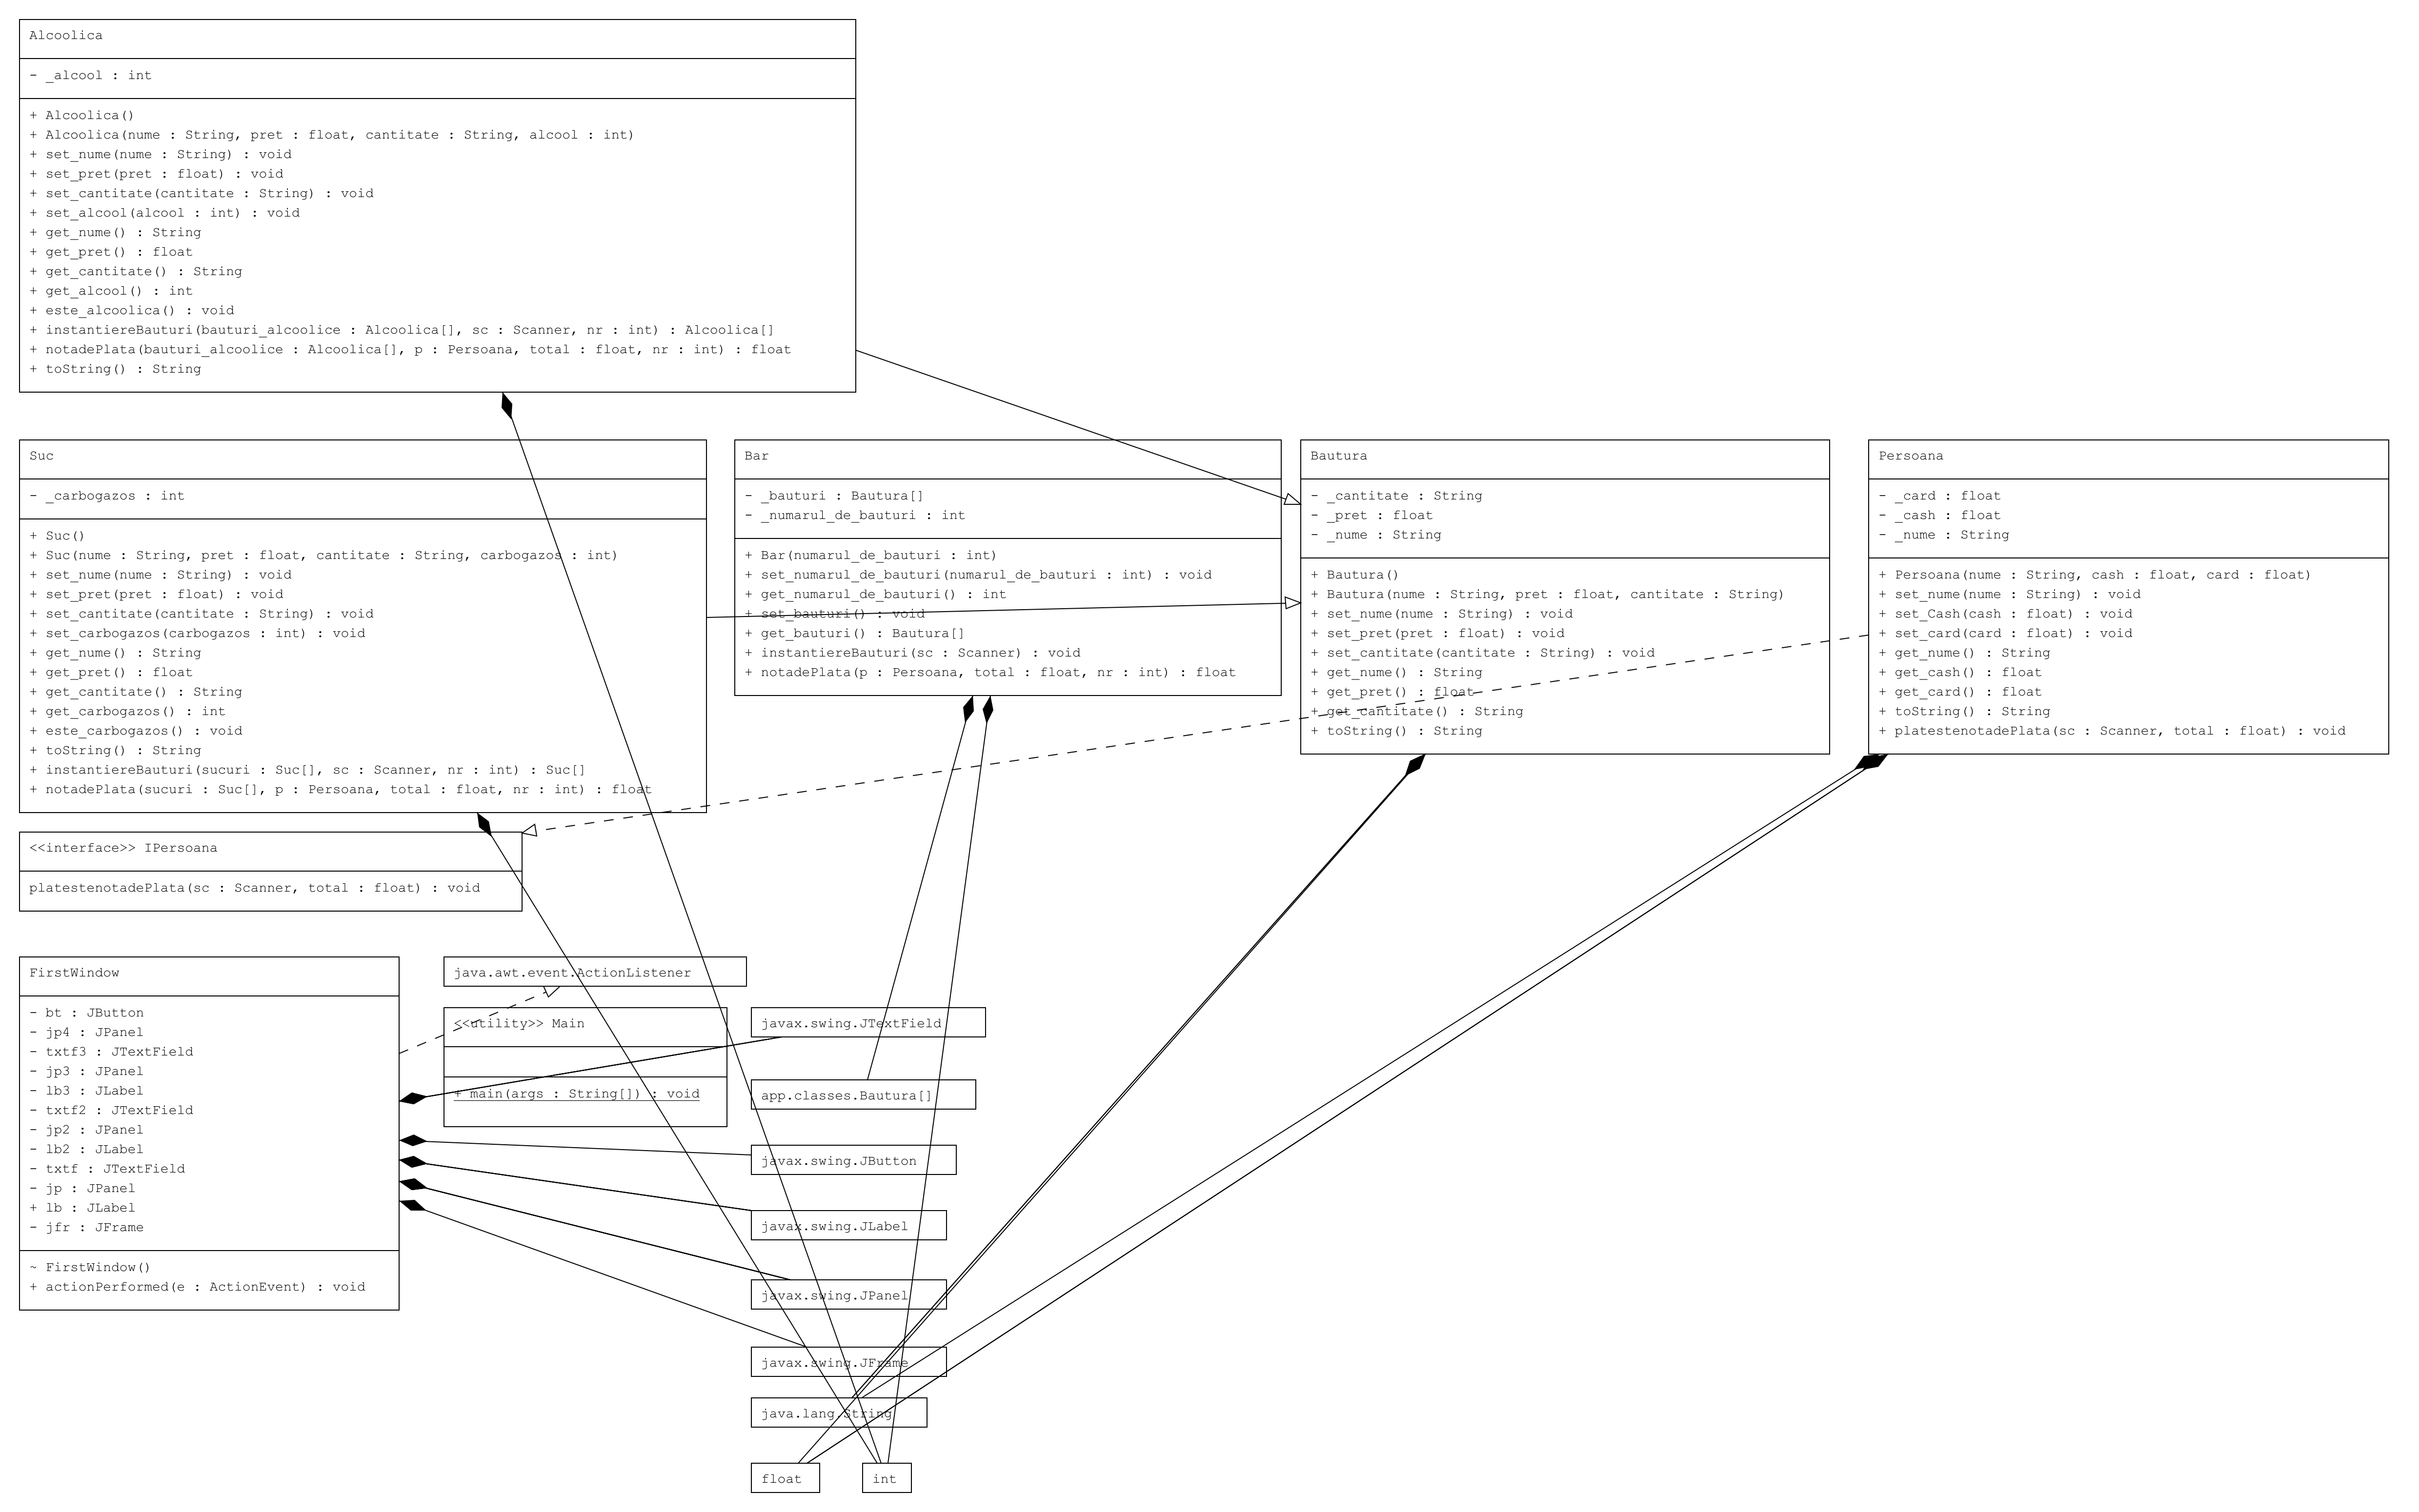 Alcoolica
- _alcool : int
+ Alcoolica()
+ Alcoolica(nume : String, pret : float, cantitate : String, alcool : int)
+ set_nume(nume : String) : void
+ set_pret(pret : float) : void
+ set_cantitate(cantitate : String) : void
+ set_alcool(alcool : int) : void
+ get_nume() : String
+ get_pret() : float
+ get_cantitate() : String
+ get_alcool() : int
+ este_alcoolica() : void
+ instantiereBauturi(bauturi_alcoolice : Alcoolica[], sc : Scanner, nr : int) : Alcoolica[]
+ notadePlata(bauturi_alcoolice : Alcoolica[], p : Persoana, total : float, nr : int) : float
+ toString() : String
Suc
- _carbogazos : int
+ Suc()
+ Suc(nume : String, pret : float, cantitate : String, carbogazos : int)
+ set_nume(nume : String) : void
+ set_pret(pret : float) : void
+ set_cantitate(cantitate : String) : void
+ set_carbogazos(carbogazos : int) : void
+ get_nume() : String
+ get_pret() : float
+ get_cantitate() : String
+ get_carbogazos() : int
+ este_carbogazos() : void
+ toString() : String
+ instantiereBauturi(sucuri : Suc[], sc : Scanner, nr : int) : Suc[]
+ notadePlata(sucuri : Suc[], p : Persoana, total : float, nr : int) : float
Bar
- _bauturi : Bautura[]
- _numarul_de_bauturi : int
+ Bar(numarul_de_bauturi : int)
+ set_numarul_de_bauturi(numarul_de_bauturi : int) : void
+ get_numarul_de_bauturi() : int
+ set_bauturi() : void
+ get_bauturi() : Bautura[]
+ instantiereBauturi(sc : Scanner) : void
+ notadePlata(p : Persoana, total : float, nr : int) : float
Bautura
- _cantitate : String
- _pret : float
- _nume : String
+ Bautura()
+ Bautura(nume : String, pret : float, cantitate : String)
+ set_nume(nume : String) : void
+ set_pret(pret : float) : void
+ set_cantitate(cantitate : String) : void
+ get_nume() : String
+ get_pret() : float
+ get_cantitate() : String
+ toString() : String
Persoana
- _card : float
- _cash : float
- _nume : String
+ Persoana(nume : String, cash : float, card : float)
+ set_nume(nume : String) : void
+ set_Cash(cash : float) : void
+ set_card(card : float) : void
+ get_nume() : String
+ get_cash() : float
+ get_card() : float
+ toString() : String
+ platestenotadePlata(sc : Scanner, total : float) : void
<<interface>> IPersoana
platestenotadePlata(sc : Scanner, total : float) : void
FirstWindow
- bt : JButton
- jp4 : JPanel
- txtf3 : JTextField
- jp3 : JPanel
- lb3 : JLabel
- txtf2 : JTextField
- jp2 : JPanel
- lb2 : JLabel
- txtf : JTextField
- jp : JPanel
+ lb : JLabel
- jfr : JFrame
~ FirstWindow()
+ actionPerformed(e : ActionEvent) : void
java.awt.event.ActionListener
<<utility>> Main
+ main(args : String[]) : void
javax.swing.JTextField
app.classes.Bautura[]
javax.swing.JButton
javax.swing.JLabel
javax.swing.JPanel
javax.swing.JFrame
java.lang.String
float
int